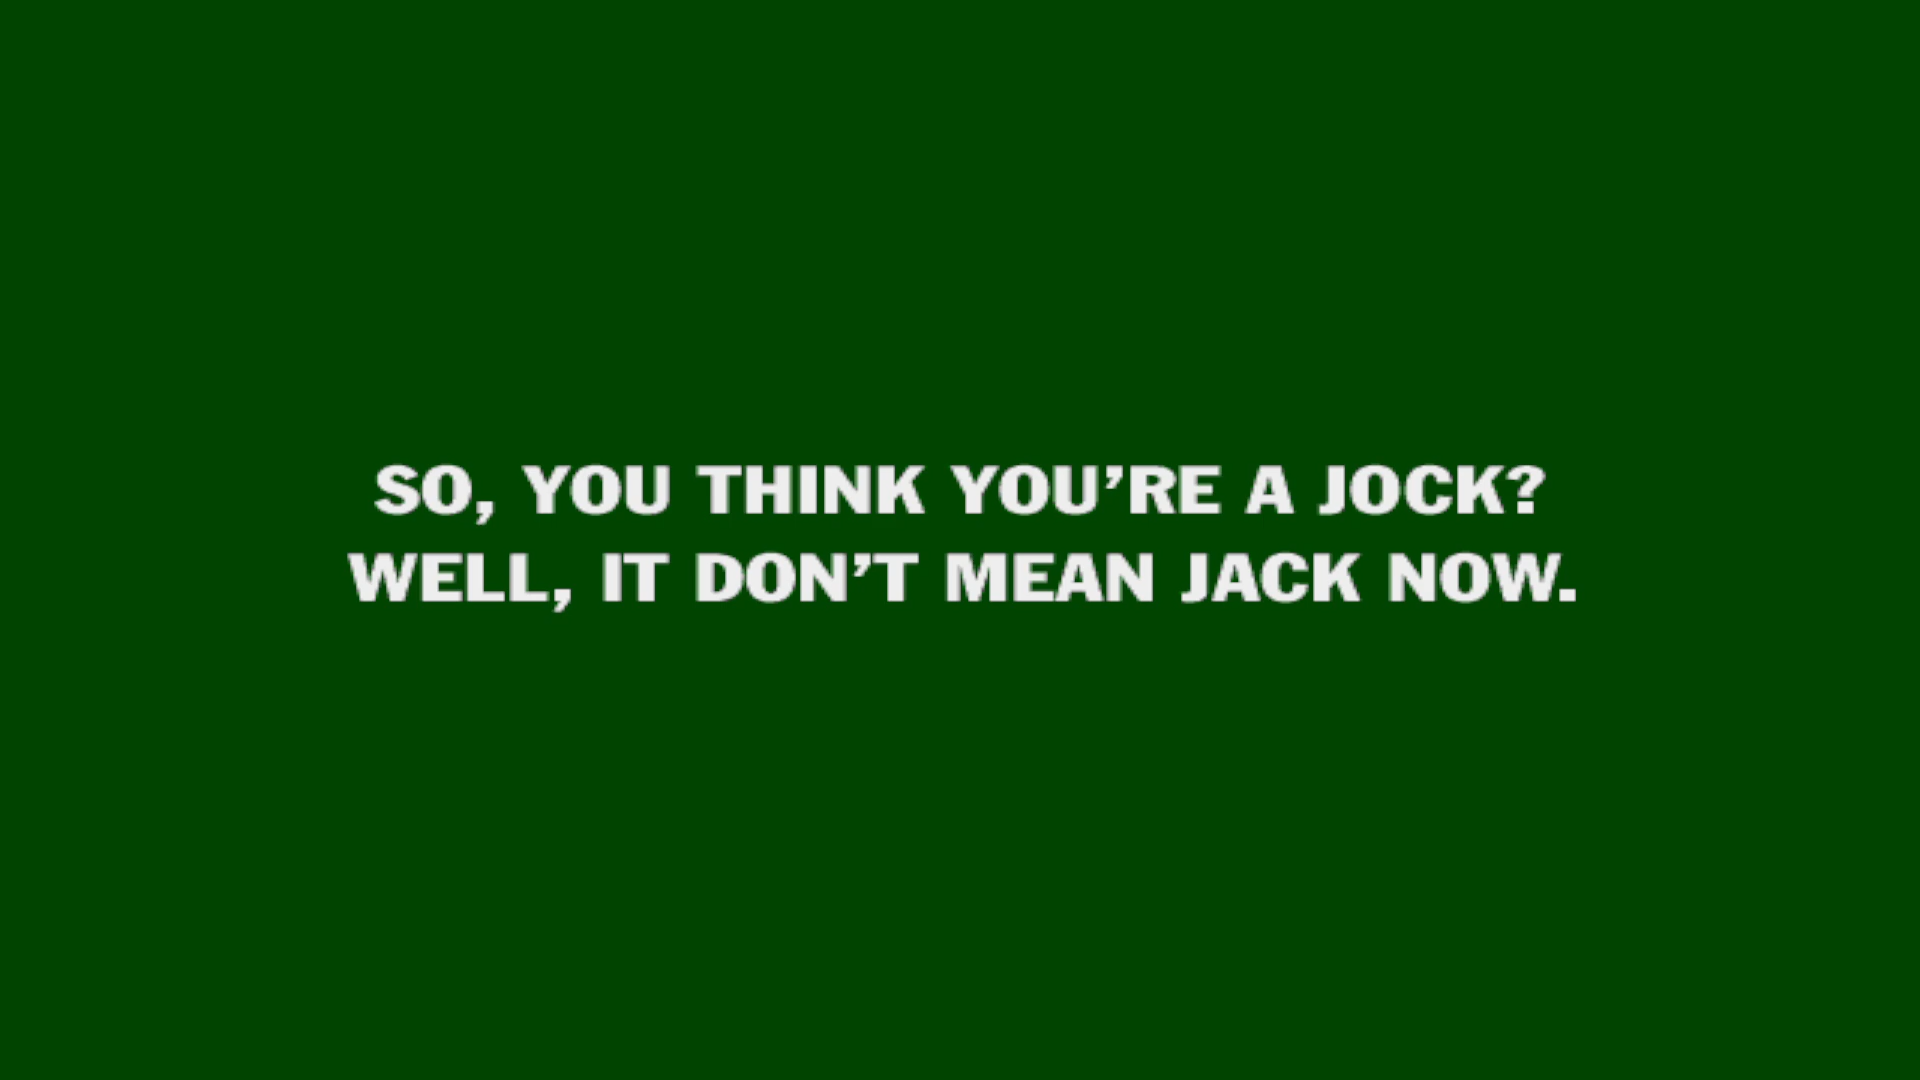 SO, YOU THINK YOU’RE A JOCK?
WELL, IT DON’T MEAN JACK NOW.